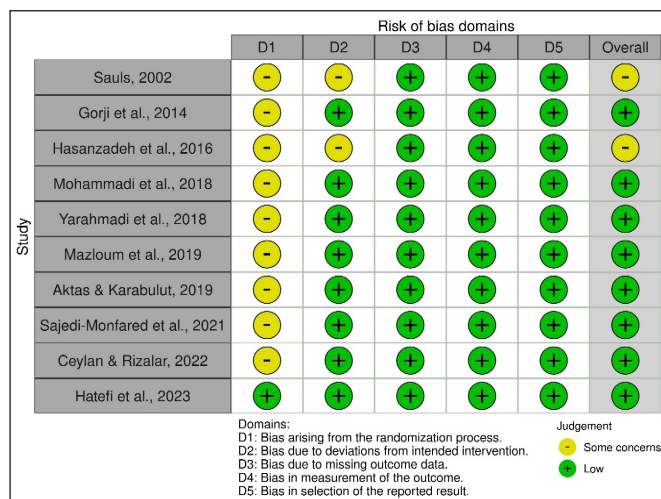 Risk of bias domains
D1 D2 D3 D4 D5 Overall
Study
Sauls, 2002 - - + + + -
Gorji et al., 2014 - + + + + +
Hasanzadeh et al., 2016 - - + + + -
Mohammadi et al., 2018 - + + + + +
Yarahmadi et al., 2018 - + + + + +
Mazloum et al., 2019 - + + + + +
Aktas & Karabulut, 2019 - + + + + +
Sajedi-Monfared et al., 2021 - + + + + +
Ceylan & Rizalar, 2022 - + + + + +
Hatefi et al., 2023 + + + + + +
Domains:
D1: Bias arising from the randomization process.
D2: Bias due to deviations from intended intervention.
D3: Bias due to missing outcome data.
D4: Bias in measurement of the outcome.
D5: Bias in selection of the reported result.
Judgement
- Some concerns
+ Low